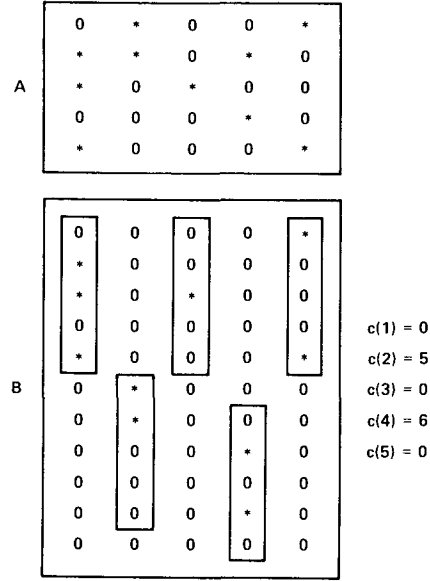 0 * 0 0 *
* * 0 * 0
A * 0 * 0 0
0 0 0 * 0
* 0 0 0 *
0 0 0 0 *
* 0 0 0 0
* 0 * 0 0
0 0 0 0 0 c(1) = 0
* 0 0 0 * c(2) = 5
B 0 * 0 0 0 c(3) = 0
0 * 0 0 0 c(4) = 6
0 0 0 * 0 c(5) = 0
0 0 0 0 0
0 0 0 * 0
0 0 0 0 0